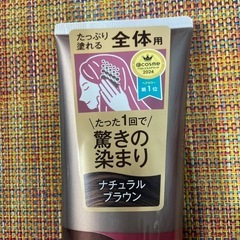 たっぷり
塗れる
全体用
@cosme
2024
第1位
たった1回で
驚きの
染まり
ナチュラル
ブラウン